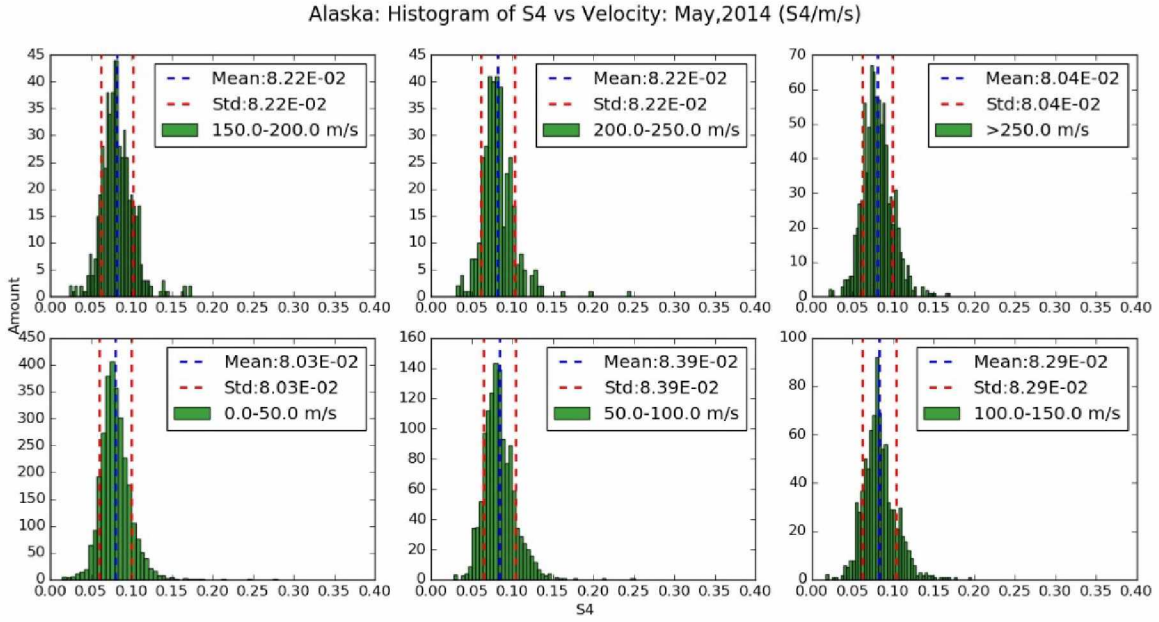 Alaska: Histogram of S4 vs Velocity: May,2014 (S4/m/s)
45
40
35
30
25
20
15
10
5
0
Mean:8.22E-02
Std:8.22E-02
150.0-200.0 m/s
0.00 0.05 0.10 0.15 0.20 0.25 0.30 0.35 0.40
45
40
35
30
25
20
15
10
5
0
Mean:8.22E-02
Std:8.22E-02
200.0-250.0 m/s
0.00 0.05 0.10 0.15 0.20 0.25 0.30 0.35 0.40
70
60
50
40
30
20
10
0
Mean:8.04E-02
Std:8.04E-02
>250.0 m/s
0.00 0.05 0.10 0.15 0.20 0.25 0.30 0.35 0.40
Amount
450
400
350
300
250
200
150
100
50
0
Mean:8.03E-02
Std:8.03E-02
0.0-50.0 m/s
0.00 0.05 0.10 0.15 0.20 0.25 0.30 0.35 0.40
160
140
120
100
80
60
40
20
0
Mean:8.39E-02
Std:8.39E-02
50.0-100.0 m/s
0.00 0.05 0.10 0.15 0.20 0.25 0.30 0.35 0.40
S4
100
80
60
40
20
0
Mean:8.29E-02
Std:8.29E-02
100.0-150.0 m/s
0.00 0.05 0.10 0.15 0.20 0.25 0.30 0.35 0.40